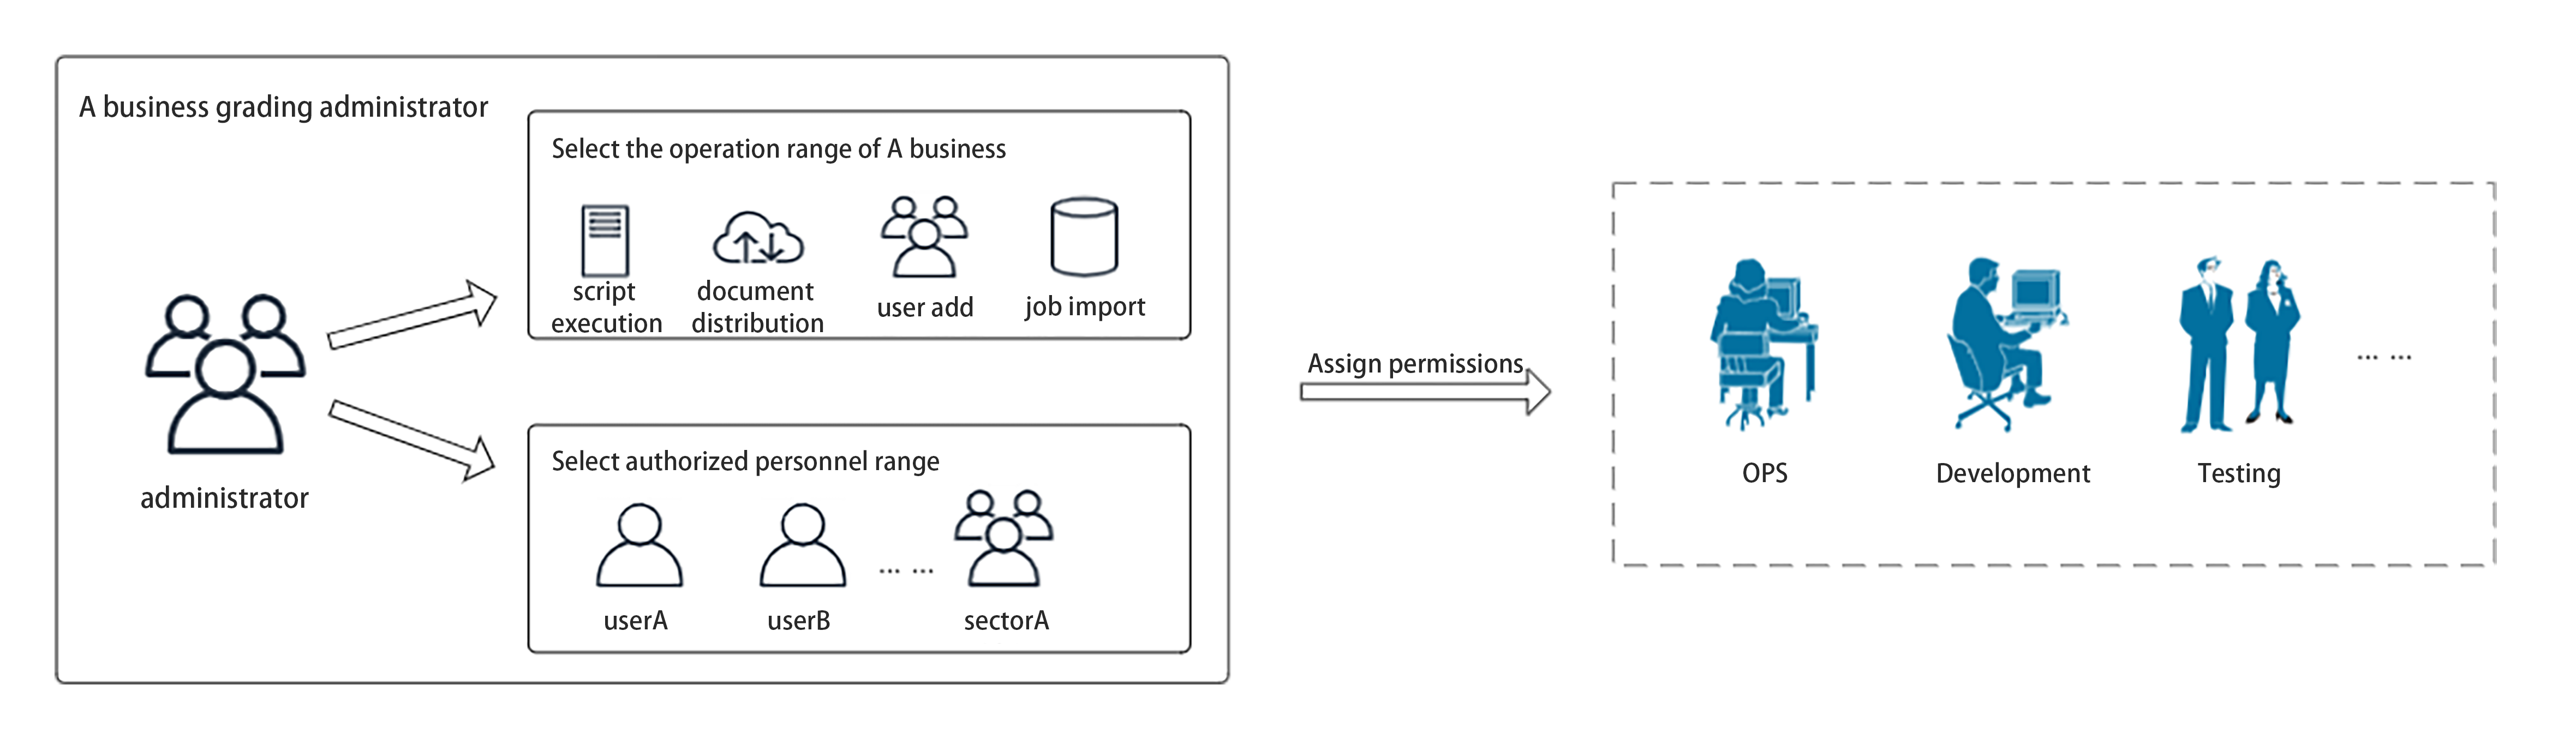 A business grading administrator
Select the operation range of A business
script
execution
document
distribution
user add
job import
administrator
Select authorized personnel range
userA
userB
... ...
sectorA
Assign permissions
OPS
Development
Testing
... ...